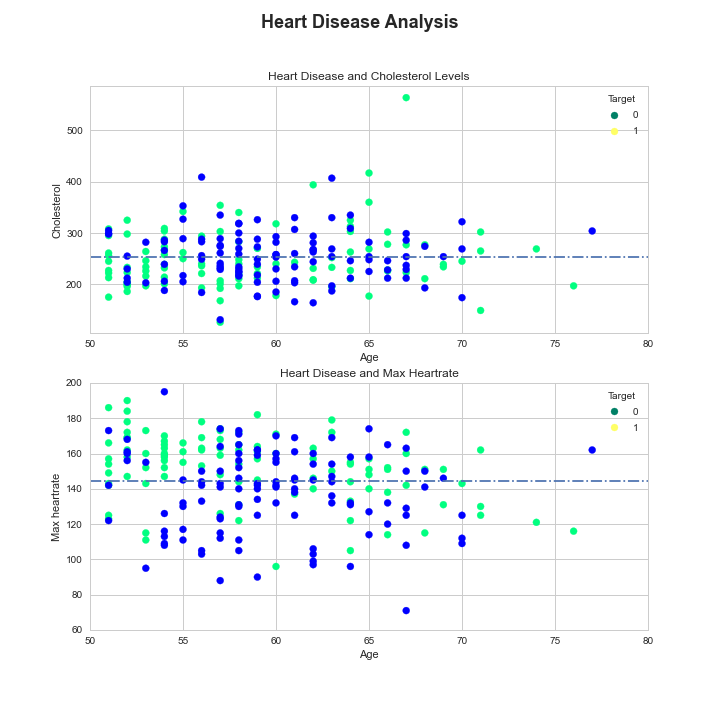 Heart Disease Analysis
Heart Disease and Cholesterol Levels
Target
0
1
500
400
300
200
Cholesterol
50 55 60 65 70 75 80
Age
Heart Disease and Max Heartrate
Target
0
1
200
180
160
140
120
100
80
60
Max heartrate
50 55 60 65 70 75 80
Age